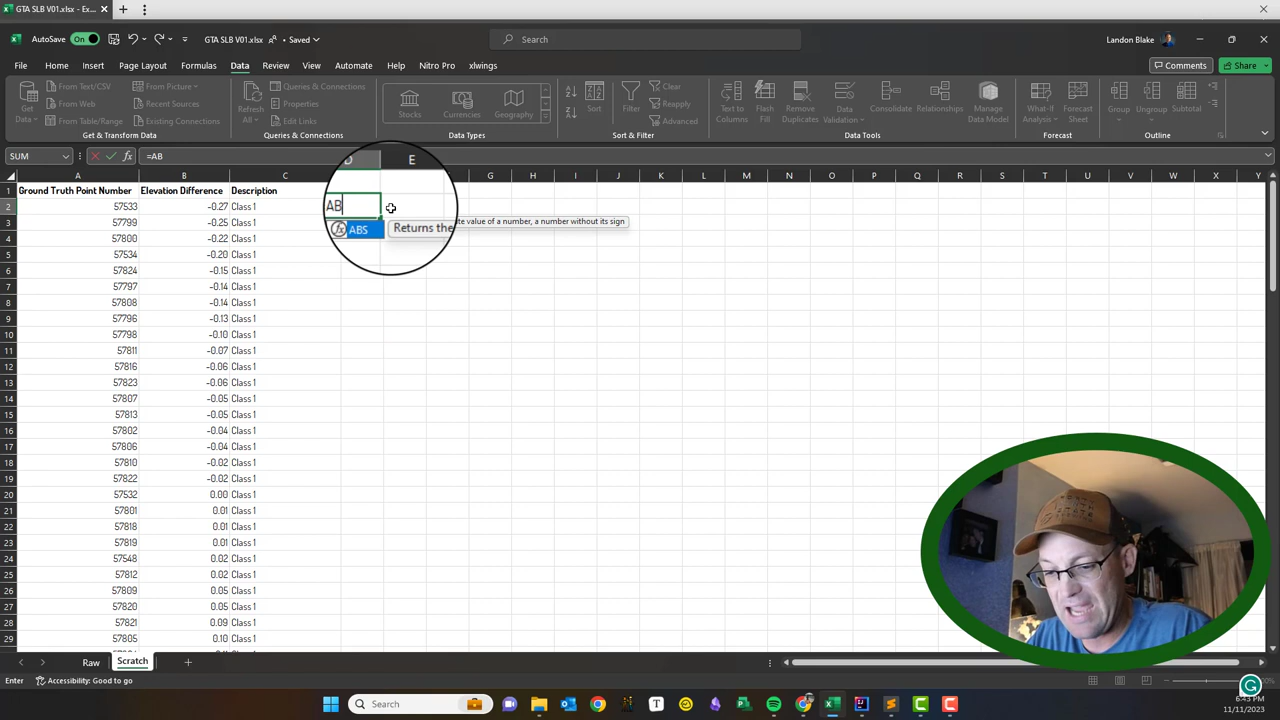 GTA SLB V01.xlsx - Ex...
AutoSave On GTA SLB V01.xlsx • Saved Search Landon Blake
File Home Insert Page Layout Formulas Data Review View Automate Help Nitro Pro xlwings Comments Share
Get Data From Text/CSV From Picture Refresh All Queries & Connections Stocks Currencies Geography Sort Filter Clear Text to Columns Flash Fill Remove Duplicates Data Validation Consolidate Relationships Manage Data Model What-If Analysis Forecast Sheet Group Ungroup Subtotal
From Web Recent Sources Properties Reapply
From Table/Range Existing Connections Edit Links Advanced
Get & Transform Data Queries & Connections Data Types Sort & Filter Data Tools Forecast Outline
SUM fx =AB
A B C D E G H I J K L M N O P Q R S T U V W X Y
1 Ground Truth Point Number Elevation Difference Description
2 57533 -0.27 Class 1 AB
3 57799 -0.25 Class 1 fx ABS Returns the te value of a number, a number without its sign
4 57800 -0.22 Class 1
5 57534 -0.20 Class 1
6 57824 -0.15 Class 1
7 57797 -0.14 Class 1
8 57808 -0.14 Class 1
9 57796 -0.13 Class 1
10 57798 -0.10 Class 1
11 57811 -0.07 Class 1
12 57816 -0.06 Class 1
13 57823 -0.06 Class 1
14 57807 -0.05 Class 1
15 57813 -0.05 Class 1
16 57802 -0.04 Class 1
17 57806 -0.04 Class 1
18 57810 -0.02 Class 1
19 57822 -0.02 Class 1
20 57532 0.00 Class 1
21 57801 0.01 Class 1
22 57818 0.01 Class 1
23 57819 0.01 Class 1
24 57548 0.02 Class 1
25 57812 0.02 Class 1
26 57809 0.05 Class 1
27 57820 0.05 Class 1
28 57821 0.09 Class 1
29 57805 0.10 Class 1
Raw Scratch
Enter Accessibility: Good to go
Search
6:43 PM
11/11/2023